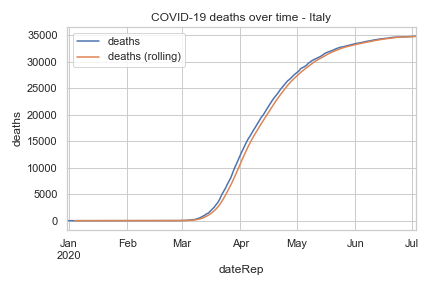 COVID-19 deaths over time - Italy
deaths
deaths (rolling)
35000
30000
25000
20000
15000
10000
5000
0
deaths
Jan Feb Mar Apr May Jun Jul
2020
dateRep